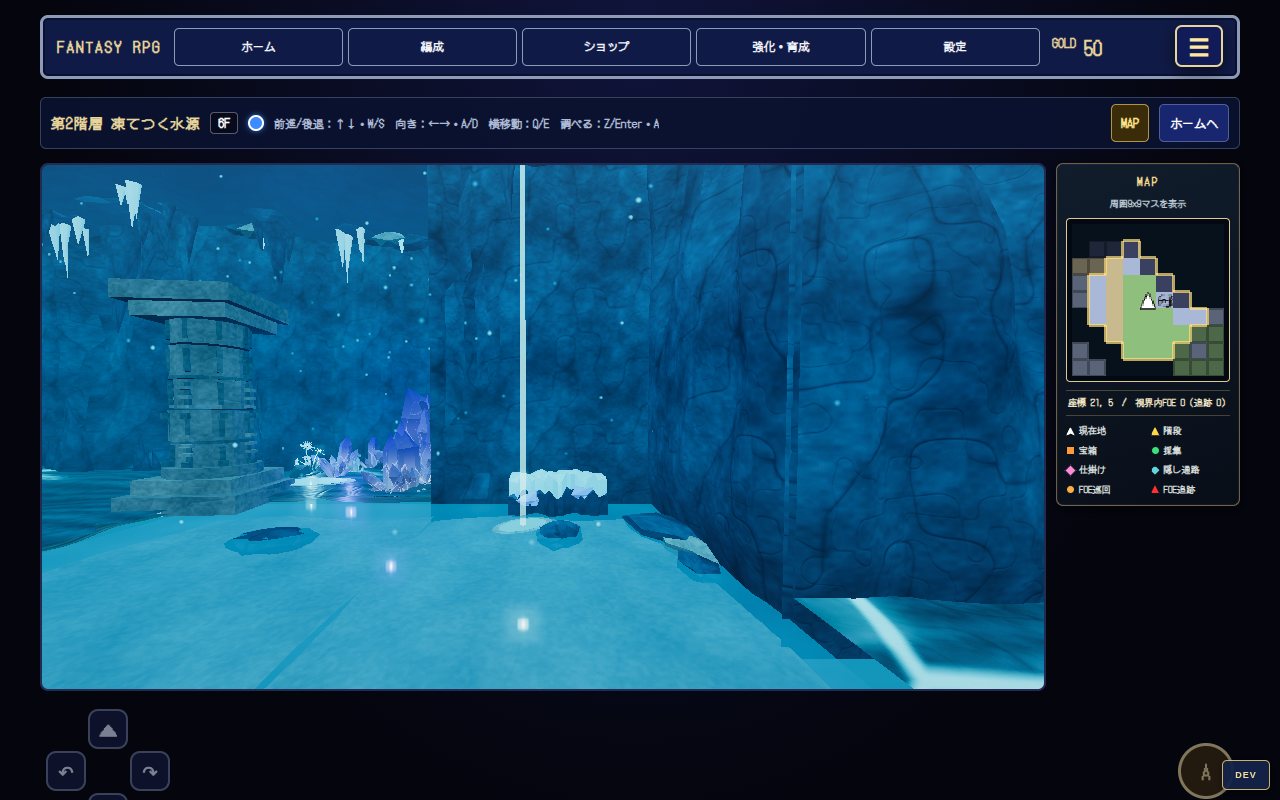 FANTASY RPG
ホーム
編成
ショップ
強化・育成
設定
GOLD 50
第2階層 凍てつく水源
6F
前進/後退：↑↓・W/S 向き：←→・A/D 横移動：Q/E 調べる：Z/Enter・A
MAP
ホームへ
MAP
周囲9x9マスを表示
座標 21, 5 / 視界内FOE 0（追跡 0）
現在地
階段
宝箱
採集
仕掛け
隠し通路
FOE巡回
FOE追跡
A
DEV